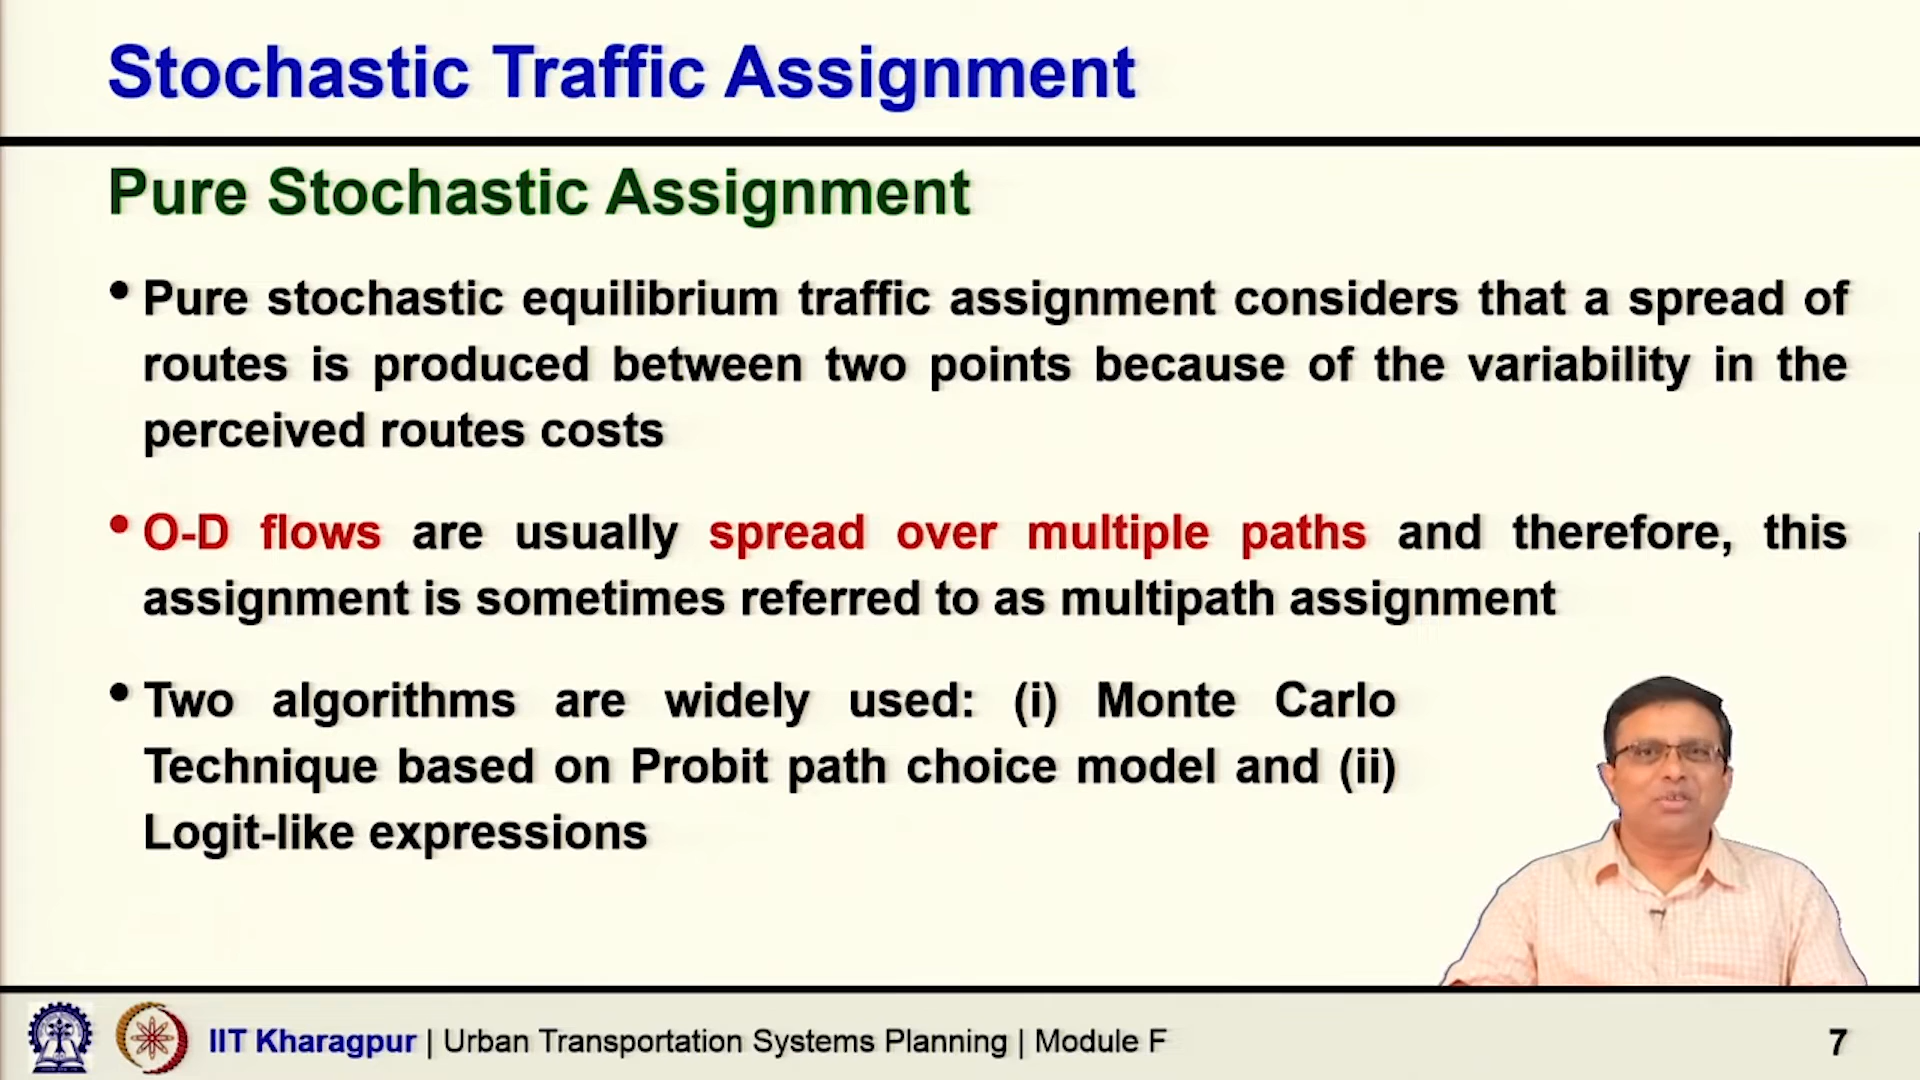 Stochastic Traffic Assignment
Pure Stochastic Assignment
• Pure stochastic equilibrium traffic assignment considers that a spread of
routes is produced between two points because of the variability in the
perceived routes costs
• O-D flows are usually spread over multiple paths and therefore, this
assignment is sometimes referred to as multipath assignment
• Two algorithms are widely used: (i) Monte Carlo
Technique based on Probit path choice model and (ii)
Logit-like expressions
IIT Kharagpur | Urban Transportation Systems Planning | Module F
7